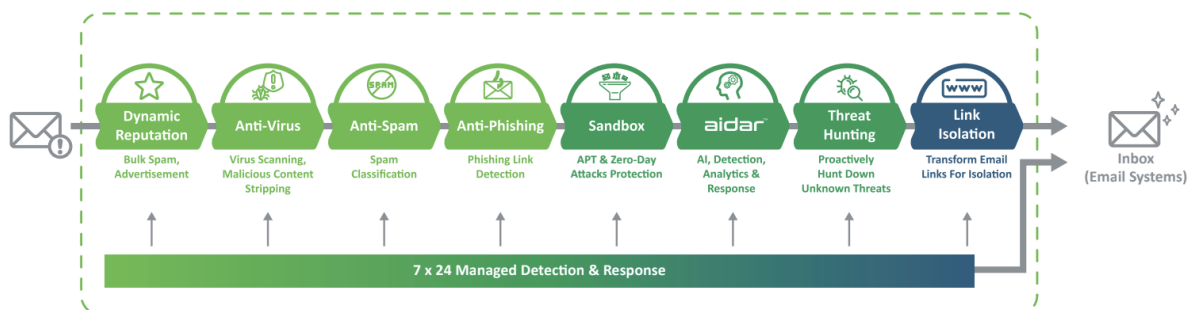 SPAM
WWW
Dynamic
Reputation
Anti-Virus
Anti-Spam
Anti-Phishing
Sandbox
aidar™
Threat
Hunting
Link
Isolation
Bulk Spam,
Advertisement
Virus Scanning,
Malicious Content
Stripping
Spam
Classification
Phishing Link
Detection
APT & Zero-Day
Attacks Protection
AI, Detection,
Analytics &
Response
Proactively
Hunt Down
Unknown Threats
Transform Email
Links For Isolation
Inbox
(Email Systems)
7 x 24 Managed Detection & Response